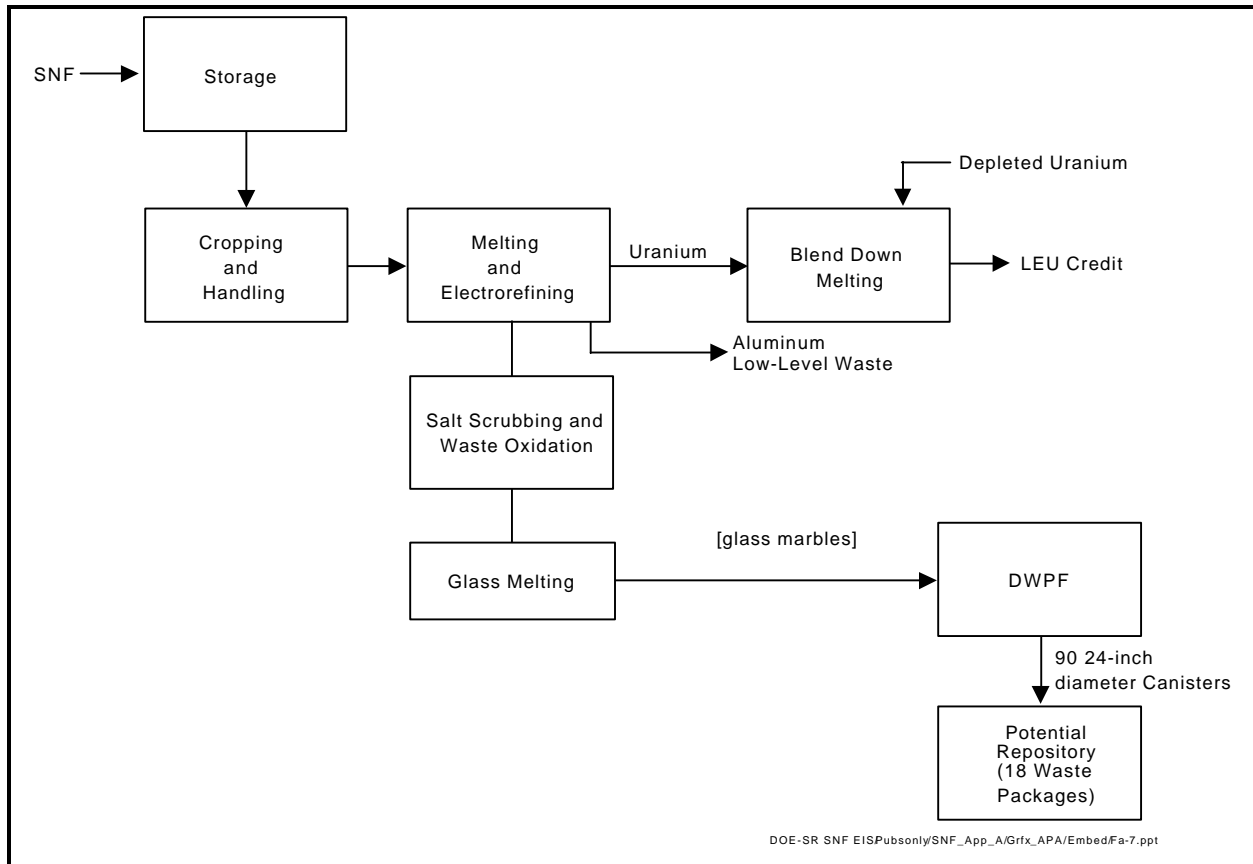 SNF
Storage
Depleted Uranium
Cropping
and
Handling
Melting
and
Electrorefining
Uranium
Blend Down
Melting
LEU Credit
Aluminum
Low-Level Waste
Salt Scrubbing and
Waste Oxidation
[glass marbles]
Glass Melting
DWPF
90 24-inch
diameter Canisters
Potential
Repository
(18 Waste
Packages)
DOE-SR SNF EIS/Pubsonly/SNF_App_A/Grfx_APA/Embed/Fa-7.ppt